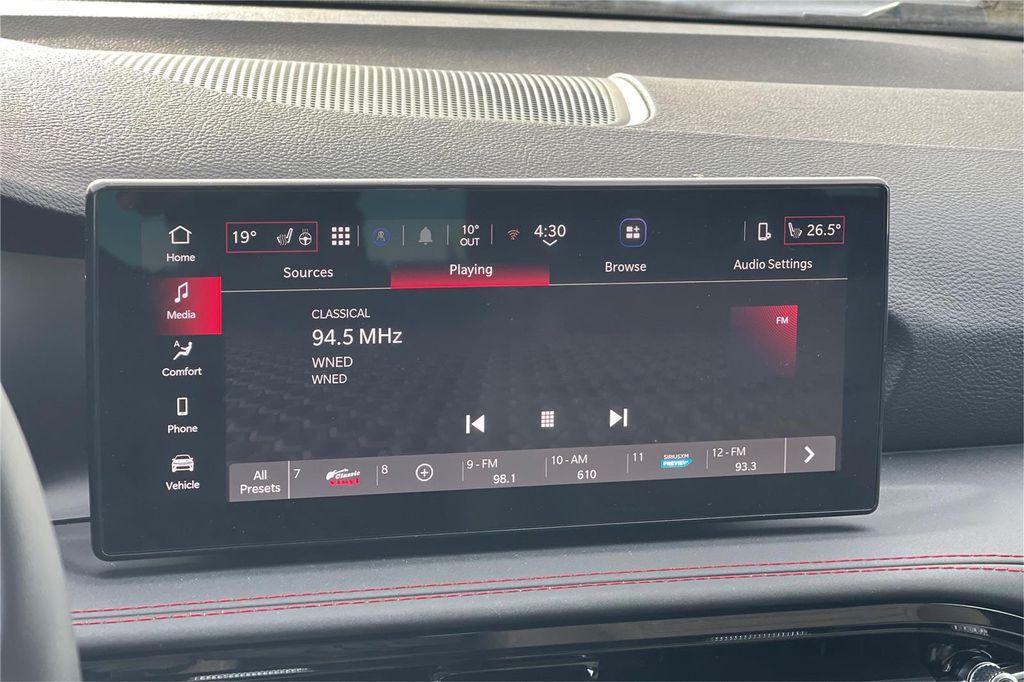 Home
19°
10°
OUT
4:30
26.5°
Sources
Playing
Browse
Audio Settings
Media
A
Comfort
Phone
Vehicle
CLASSICAL
94.5 MHz
WNED
WNED
FM
All
Presets
7
Classic
Vinyl
8
9 - FM
98.1
10 - AM
610
11
SIRIUSXM
PREVIEW
12 - FM
93.3